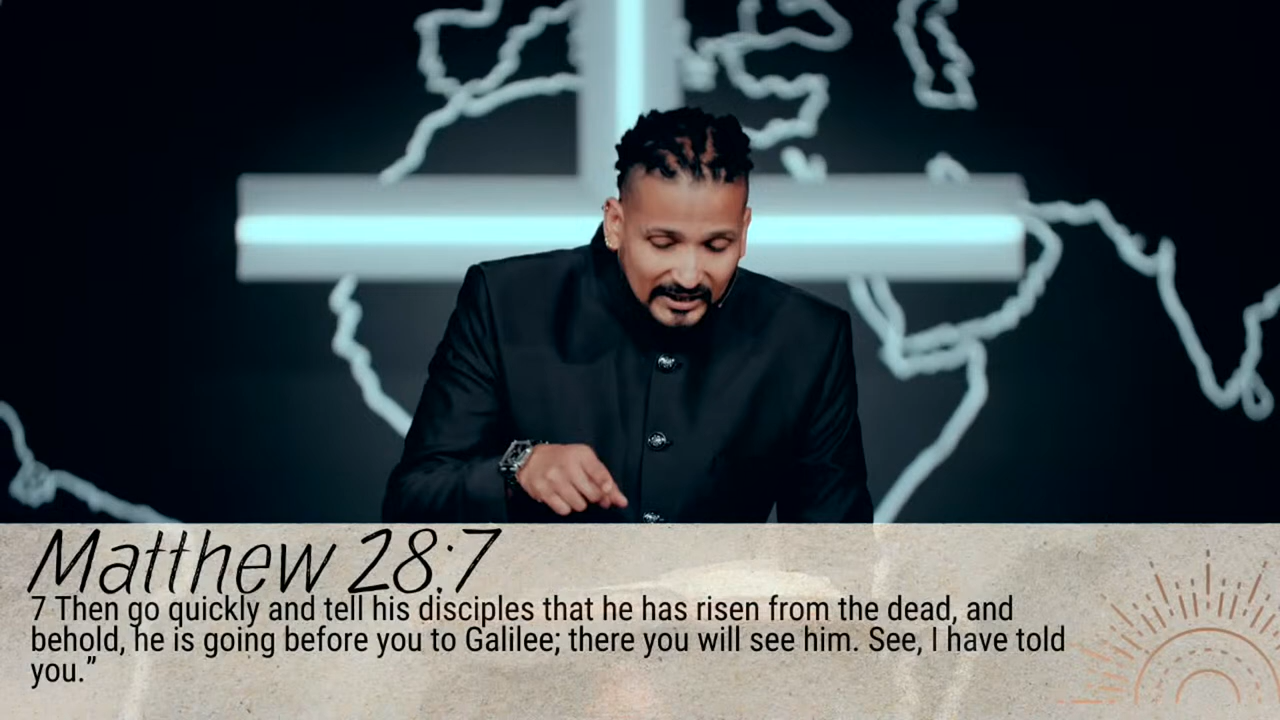 Matthew 28:7
7 Then go quickly and tell his disciples that he has risen from the dead, and
behold, he is going before you to Galilee; there you will see him. See, I have told
you.”